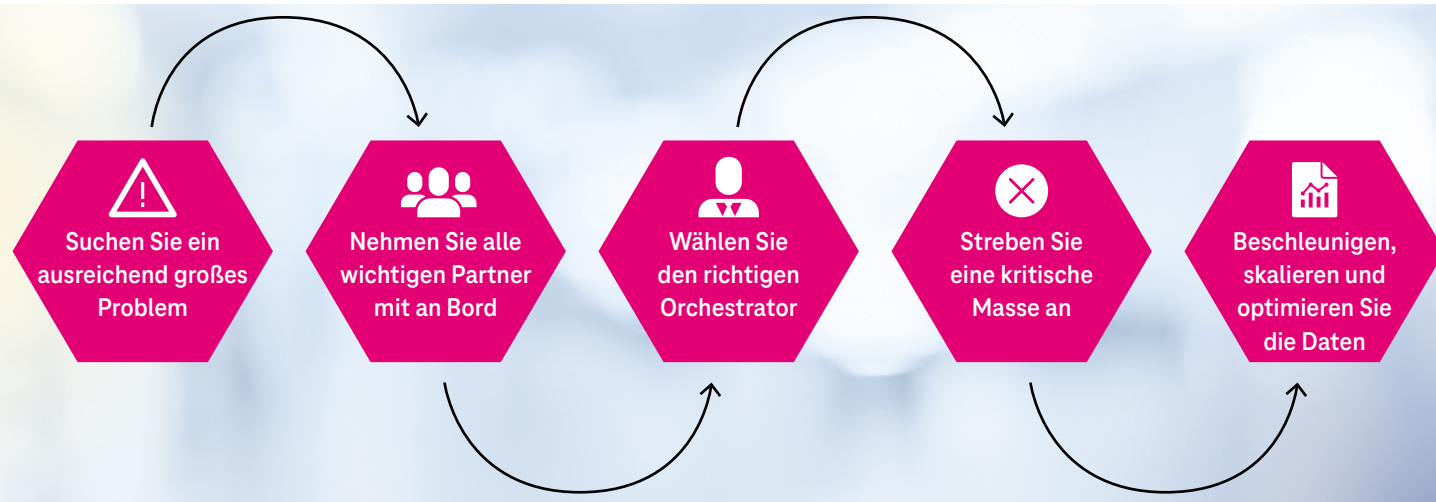 Suchen Sie ein
ausreichend großes
Problem
Nehmen Sie alle
wichtigen Partner
mit an Bord
Wählen Sie
den richtigen
Orchestrator
Streben Sie
eine kritische
Masse an
Beschleunigen,
skalieren und
optimieren Sie
die Daten